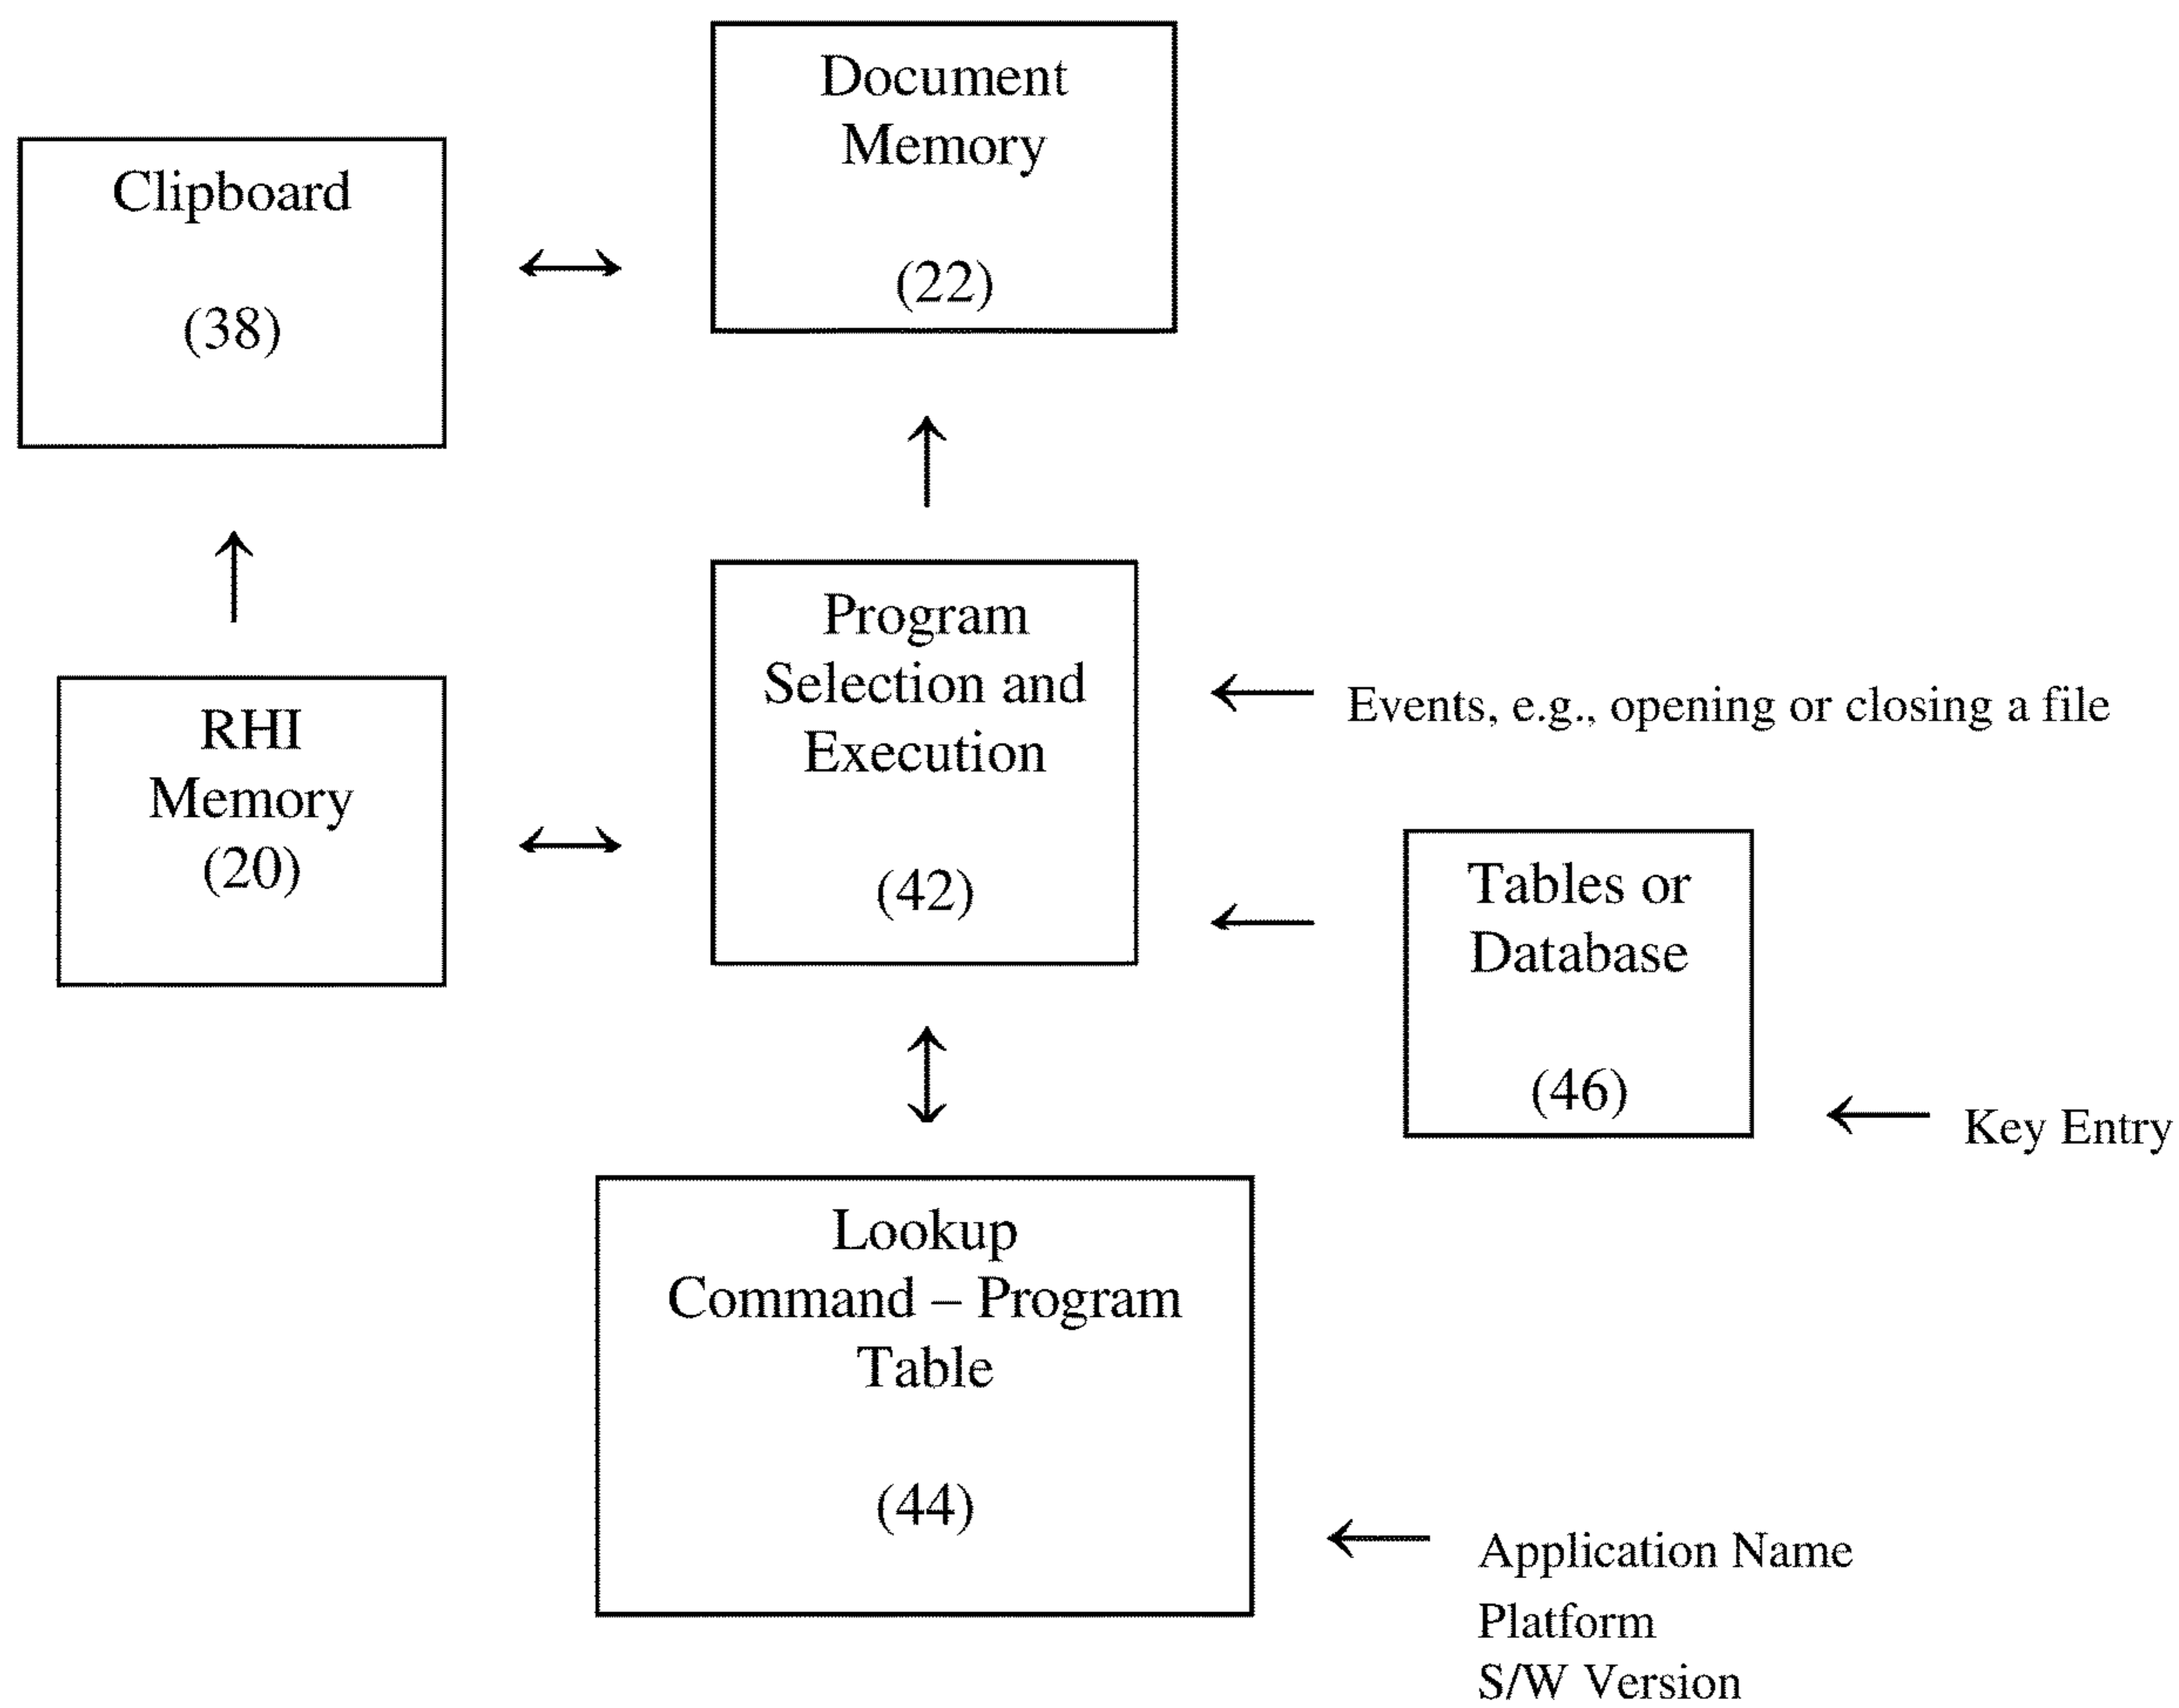 Document
Memory
(22)
Clipboard
(38)
Program
Selection and
Execution
(42)
Events, e.g., opening or closing a file
RHI
Memory
(20)
Tables or
Database
(46)
Key Entry
Lookup
Command – Program
Table
(44)
Application Name
Platform
S/W Version